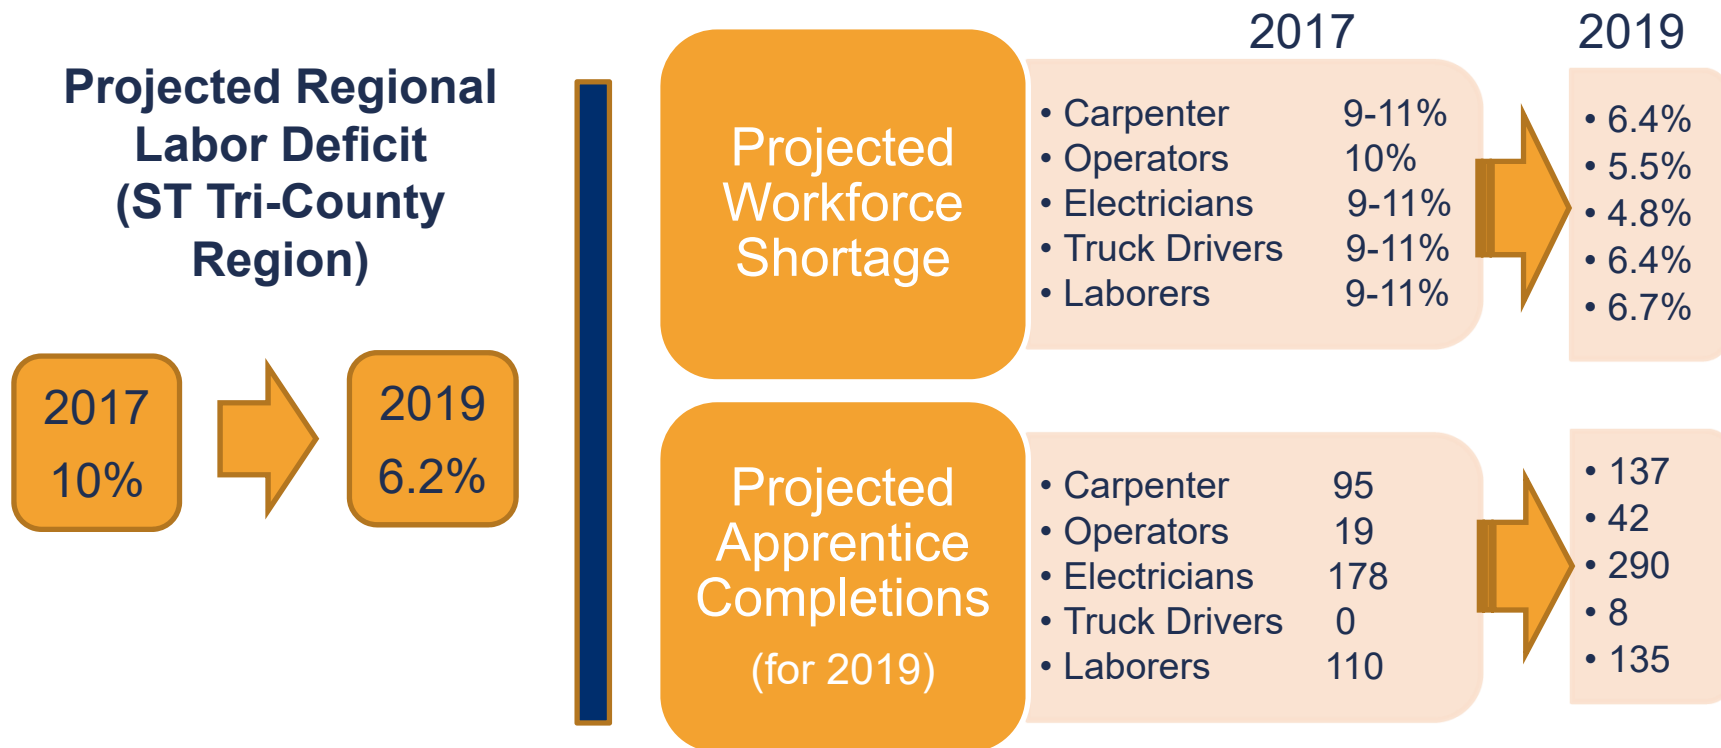 Projected Regional
Labor Deficit
(ST Tri-County
Region)
2017
10%
2019
6.2%
2017 2019
Projected
Workforce
Shortage
• Carpenter 9-11%
• Operators 10%
• Electricians 9-11%
• Truck Drivers 9-11%
• Laborers 9-11%
• 6.4%
• 5.5%
• 4.8%
• 6.4%
• 6.7%
Projected
Apprentice
Completions
(for 2019)
• Carpenter 95
• Operators 19
• Electricians 178
• Truck Drivers 0
• Laborers 110
• 137
• 42
• 290
• 8
• 135